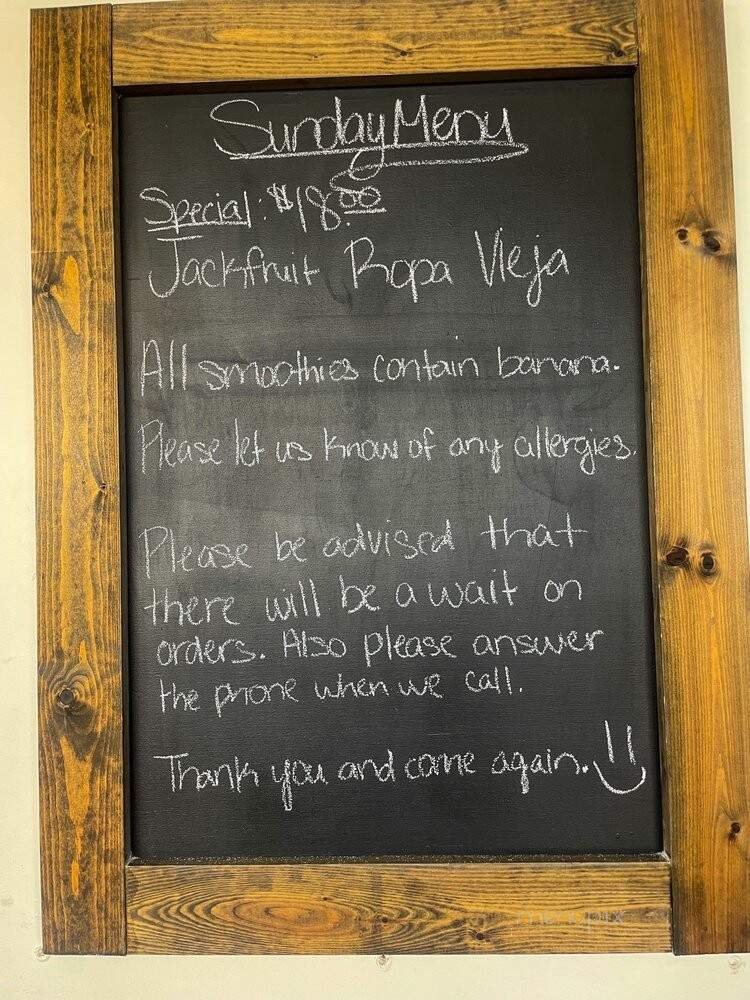 Sunday Menu
Special: $18.00
Jackfruit Ropa Vieja
All smoothies contain banana.
Please let us know of any allergies.
Please be advised that
there will be a wait on
orders. Also please answer
the phone when we call.
Thank you and come again.
menupix